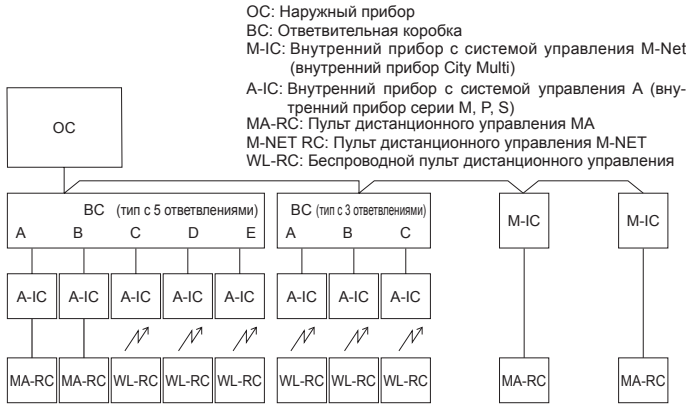 OC: Наружный прибор
BC: Ответвительная коробка
M-IC: Внутренний прибор с системой управления M-Net
(внутренний прибор City Multi)
A-IC: Внутренний прибор с системой управления A (вну-
тренний прибор серии M, P, S)
MA-RC: Пульт дистанционного управления MA
M-NET RC: Пульт дистанционного управления M-NET
WL-RC: Беспроводной пульт дистанционного управления
OC
BC (тип с 5 ответвлениями) BC (тип с 3 ответвлениями) M-IC M-IC
A B C D E A B C
A-IC A-IC A-IC A-IC A-IC A-IC A-IC A-IC
MA-RC MA-RC WL-RC WL-RC WL-RC WL-RC WL-RC WL-RC MA-RC MA-RC